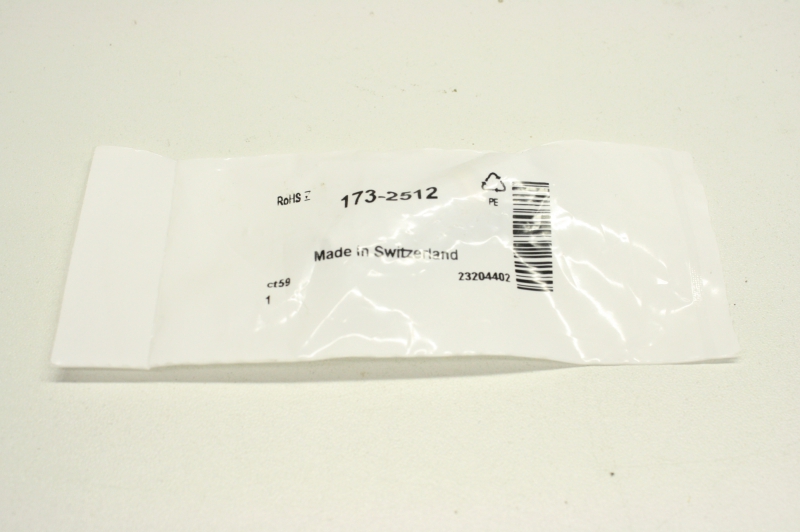 RoHS
173-2512
PE
Made in Switzerland
ct59
23204402
1